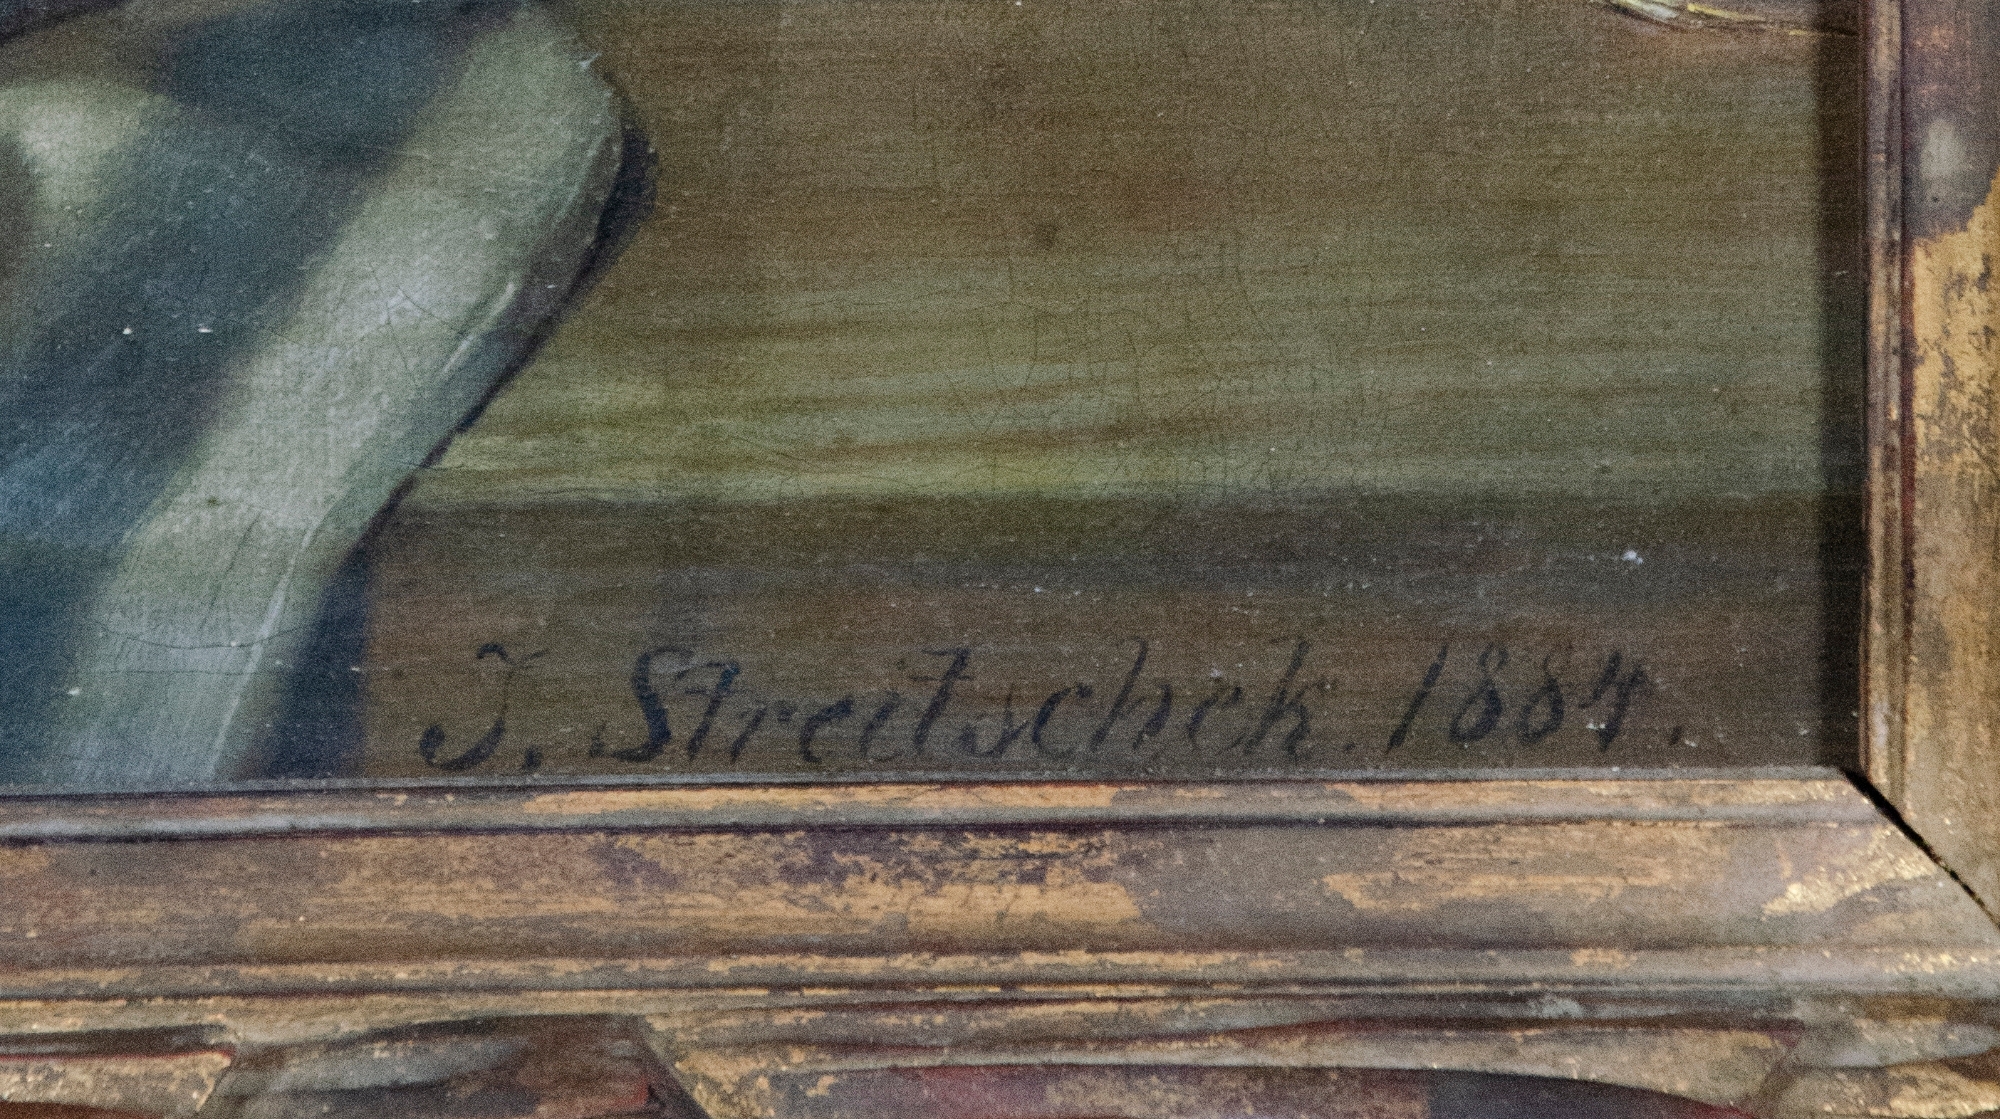 J. Streitschek. 1884.